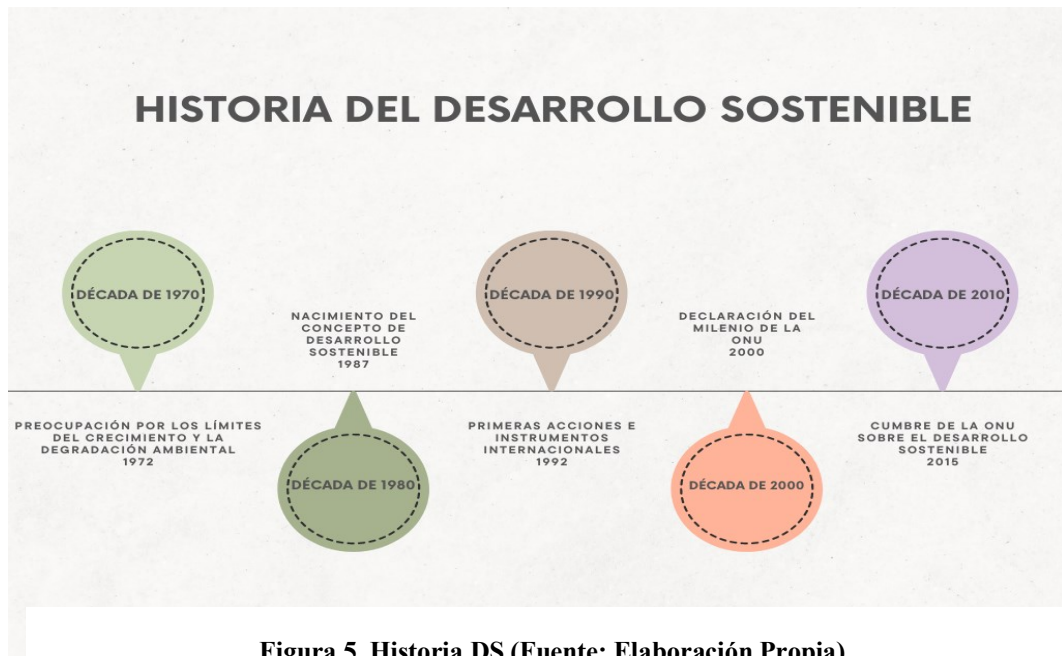 HISTORIA DEL DESARROLLO SOSTENIBLE
DÉCADA DE 1970
PREOCUPACIÓN POR LOS LÍMITES
DEL CRECIMIENTO Y LA
DEGRADACIÓN AMBIENTAL
1972
NACIMIENTO DEL
CONCEPTO DE
DESARROLLO
SOSTENIBLE
1987
DÉCADA DE 1980
DÉCADA DE 1990
PRIMERAS ACCIONES E
INSTRUMENTOS
INTERNACIONALES
1992
DECLARACIÓN DEL
MILENIO DE LA
ONU
2000
DÉCADA DE 2000
DÉCADA DE 2010
CUMBRE DE LA ONU
SOBRE EL DESARROLLO
SOSTENIBLE
2015
Figura 5. Historia DS (Fuente: Elaboración Propia)